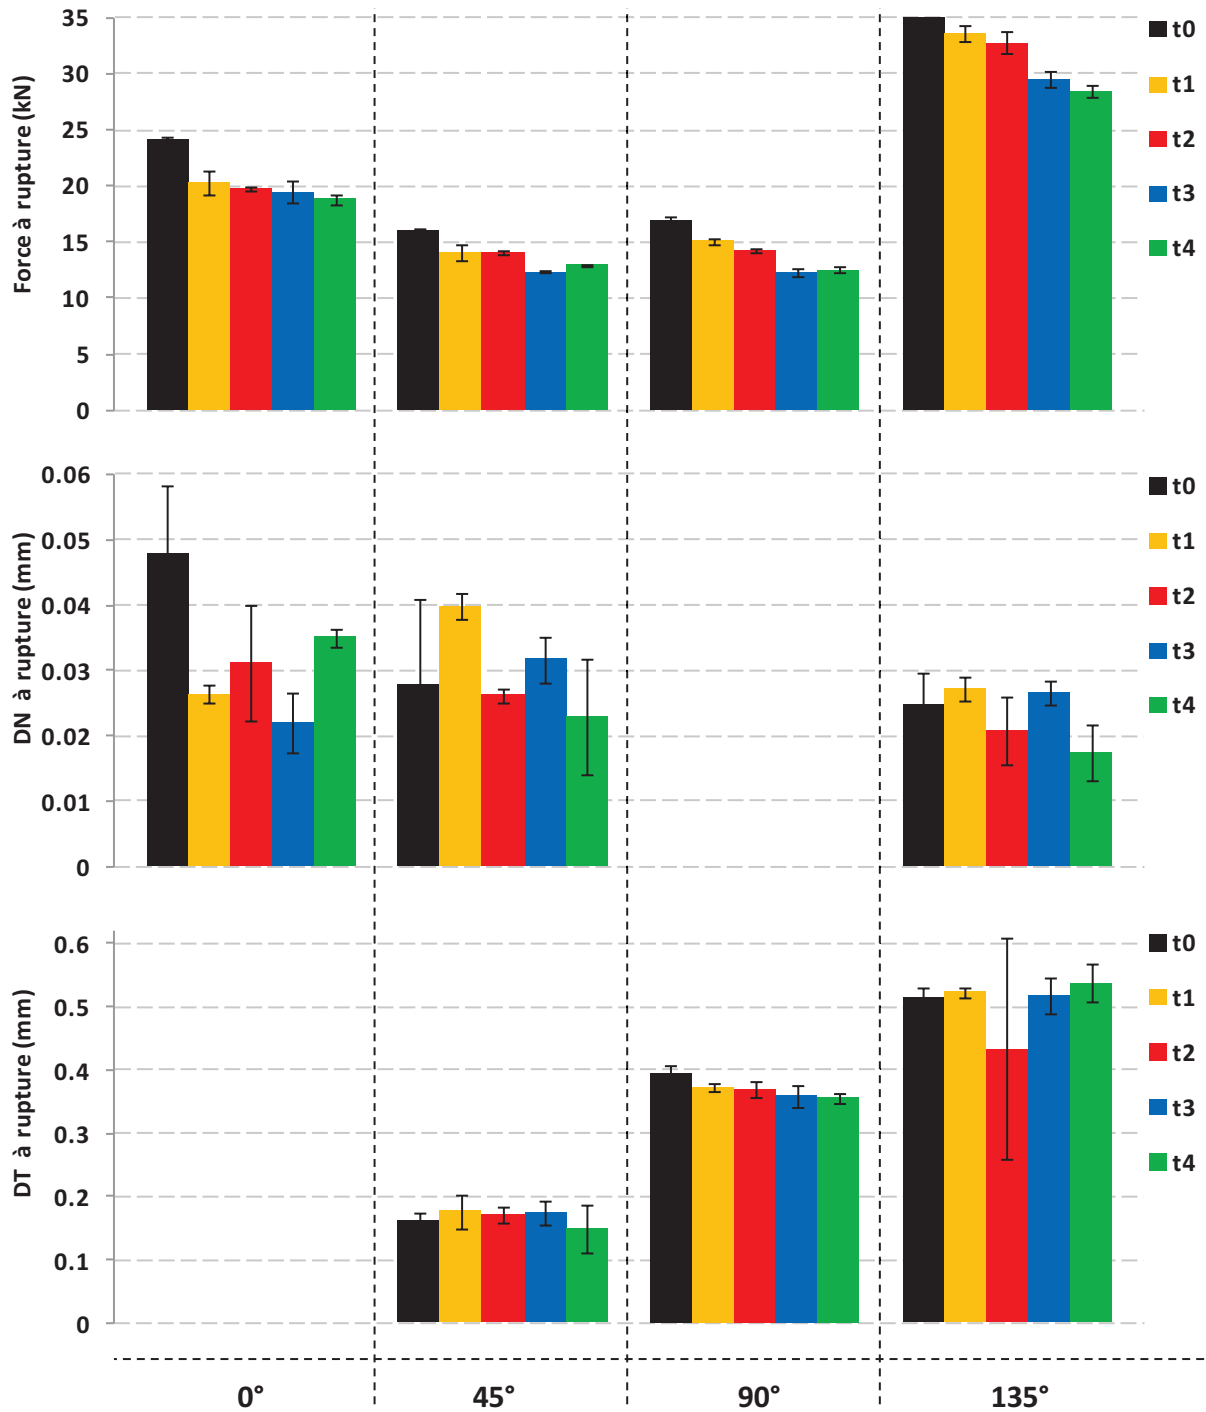 Force à rupture (kN)
35
30
25
20
15
10
5
0
t0
t1
t2
t3
t4
DN à rupture (mm)
0.06
0.05
0.04
0.03
0.02
0.01
0
t0
t1
t2
t3
t4
DT à rupture (mm)
0.6
0.5
0.4
0.3
0.2
0.1
0
t0
t1
t2
t3
t4
0° 45° 90° 135°